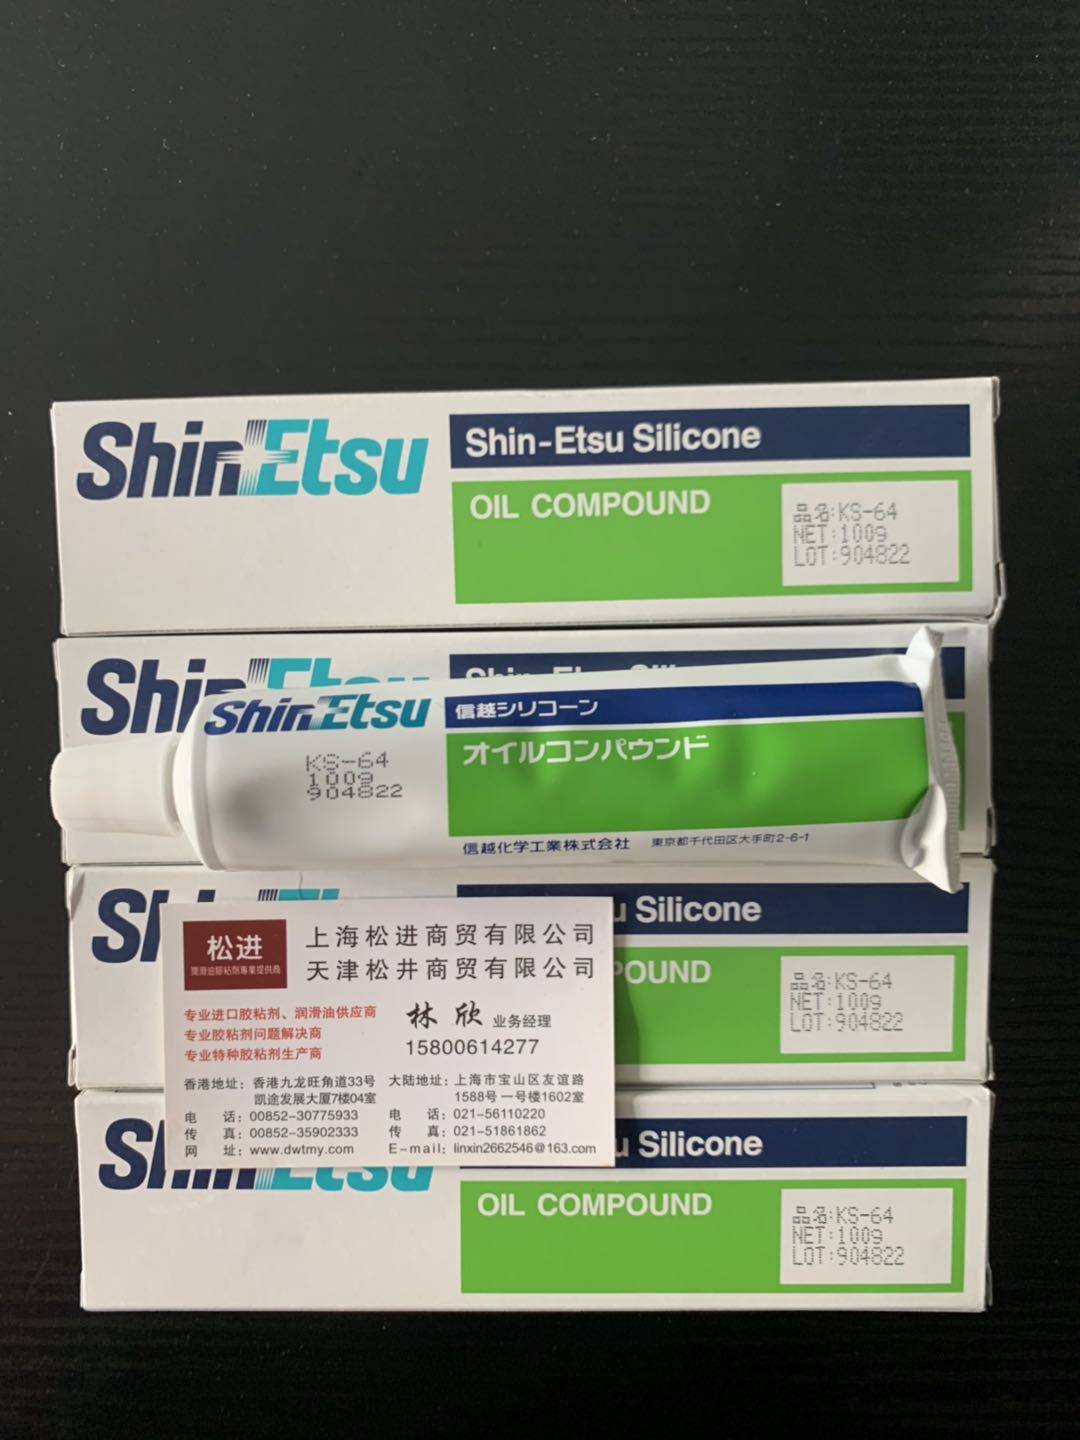 Shin Etsu
Shin-Etsu Silicone
OIL COMPOUND
品名:KS-64
NET:100g
LOT:904822
Shin Etsu
KS-64
100g
904822
信越シリコーン
オイルコンパウンド
信越化学工業株式会社 東京都千代田区大手町2-6-1
u Silicone
POUND
品名:KS-64
NET:100g
LOT:904822
松进
上海松进商贸有限公司
天津松井商贸有限公司
专业进口胶粘剂、润滑油供应商
专业胶粘剂问题解决商
专业特种胶粘剂生产商
林欣 业务经理
15800614277
香港地址：香港九龙旺角道33号
凯途发展大厦7楼04室
电 话：00852-30775933
传 真：00852-35902333
网 址：www.dwtmy.com
大陆地址：上海市宝山区友谊路
1588号一号楼1602室
电 话：021-56110220
传 真：021-51861862
E-mail：linxin2662546@163.com
u Silicone
OIL COMPOUND
品名:KS-64
NET:100g
LOT:904822